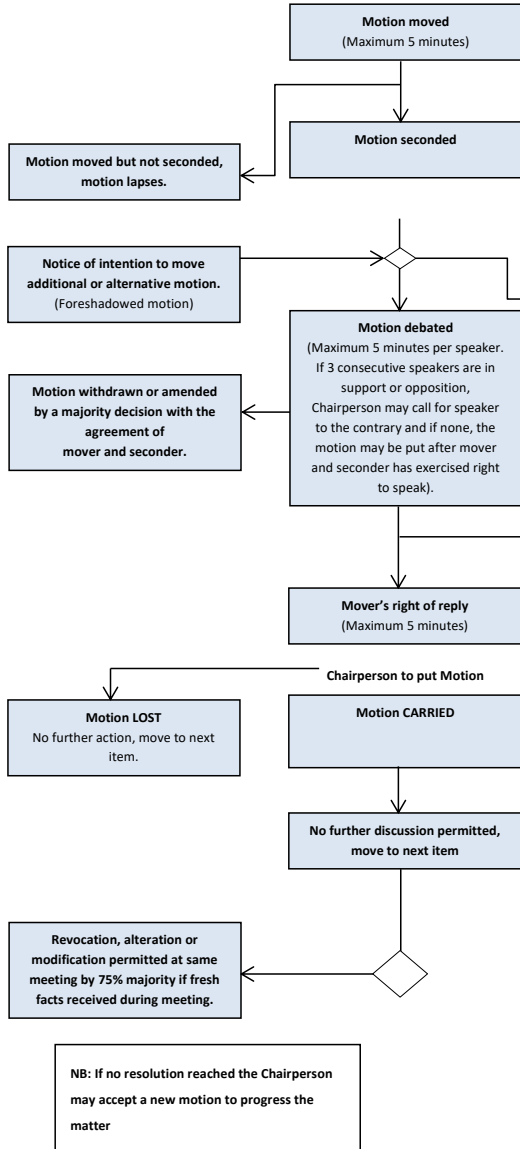 Motion moved
(Maximum 5 minutes)
Motion seconded
Motion moved but not seconded,
motion lapses.
Notice of intention to move
additional or alternative motion.
(Foreshadowed motion)
Motion debated
(Maximum 5 minutes per speaker.
If 3 consecutive speakers are in
support or opposition,
Chairperson may call for speaker
to the contrary and if none, the
motion may be put after mover
and seconder has exercised right
to speak).
Motion withdrawn or amended
by a majority decision with the
agreement of
mover and seconder.
Mover’s right of reply
(Maximum 5 minutes)
Chairperson to put Motion
Motion LOST
No further action, move to next
item.
Motion CARRIED
No further discussion permitted,
move to next item
Revocation, alteration or
modification permitted at same
meeting by 75% majority if fresh
facts received during meeting.
NB: If no resolution reached the Chairperson
may accept a new motion to progress the
matter